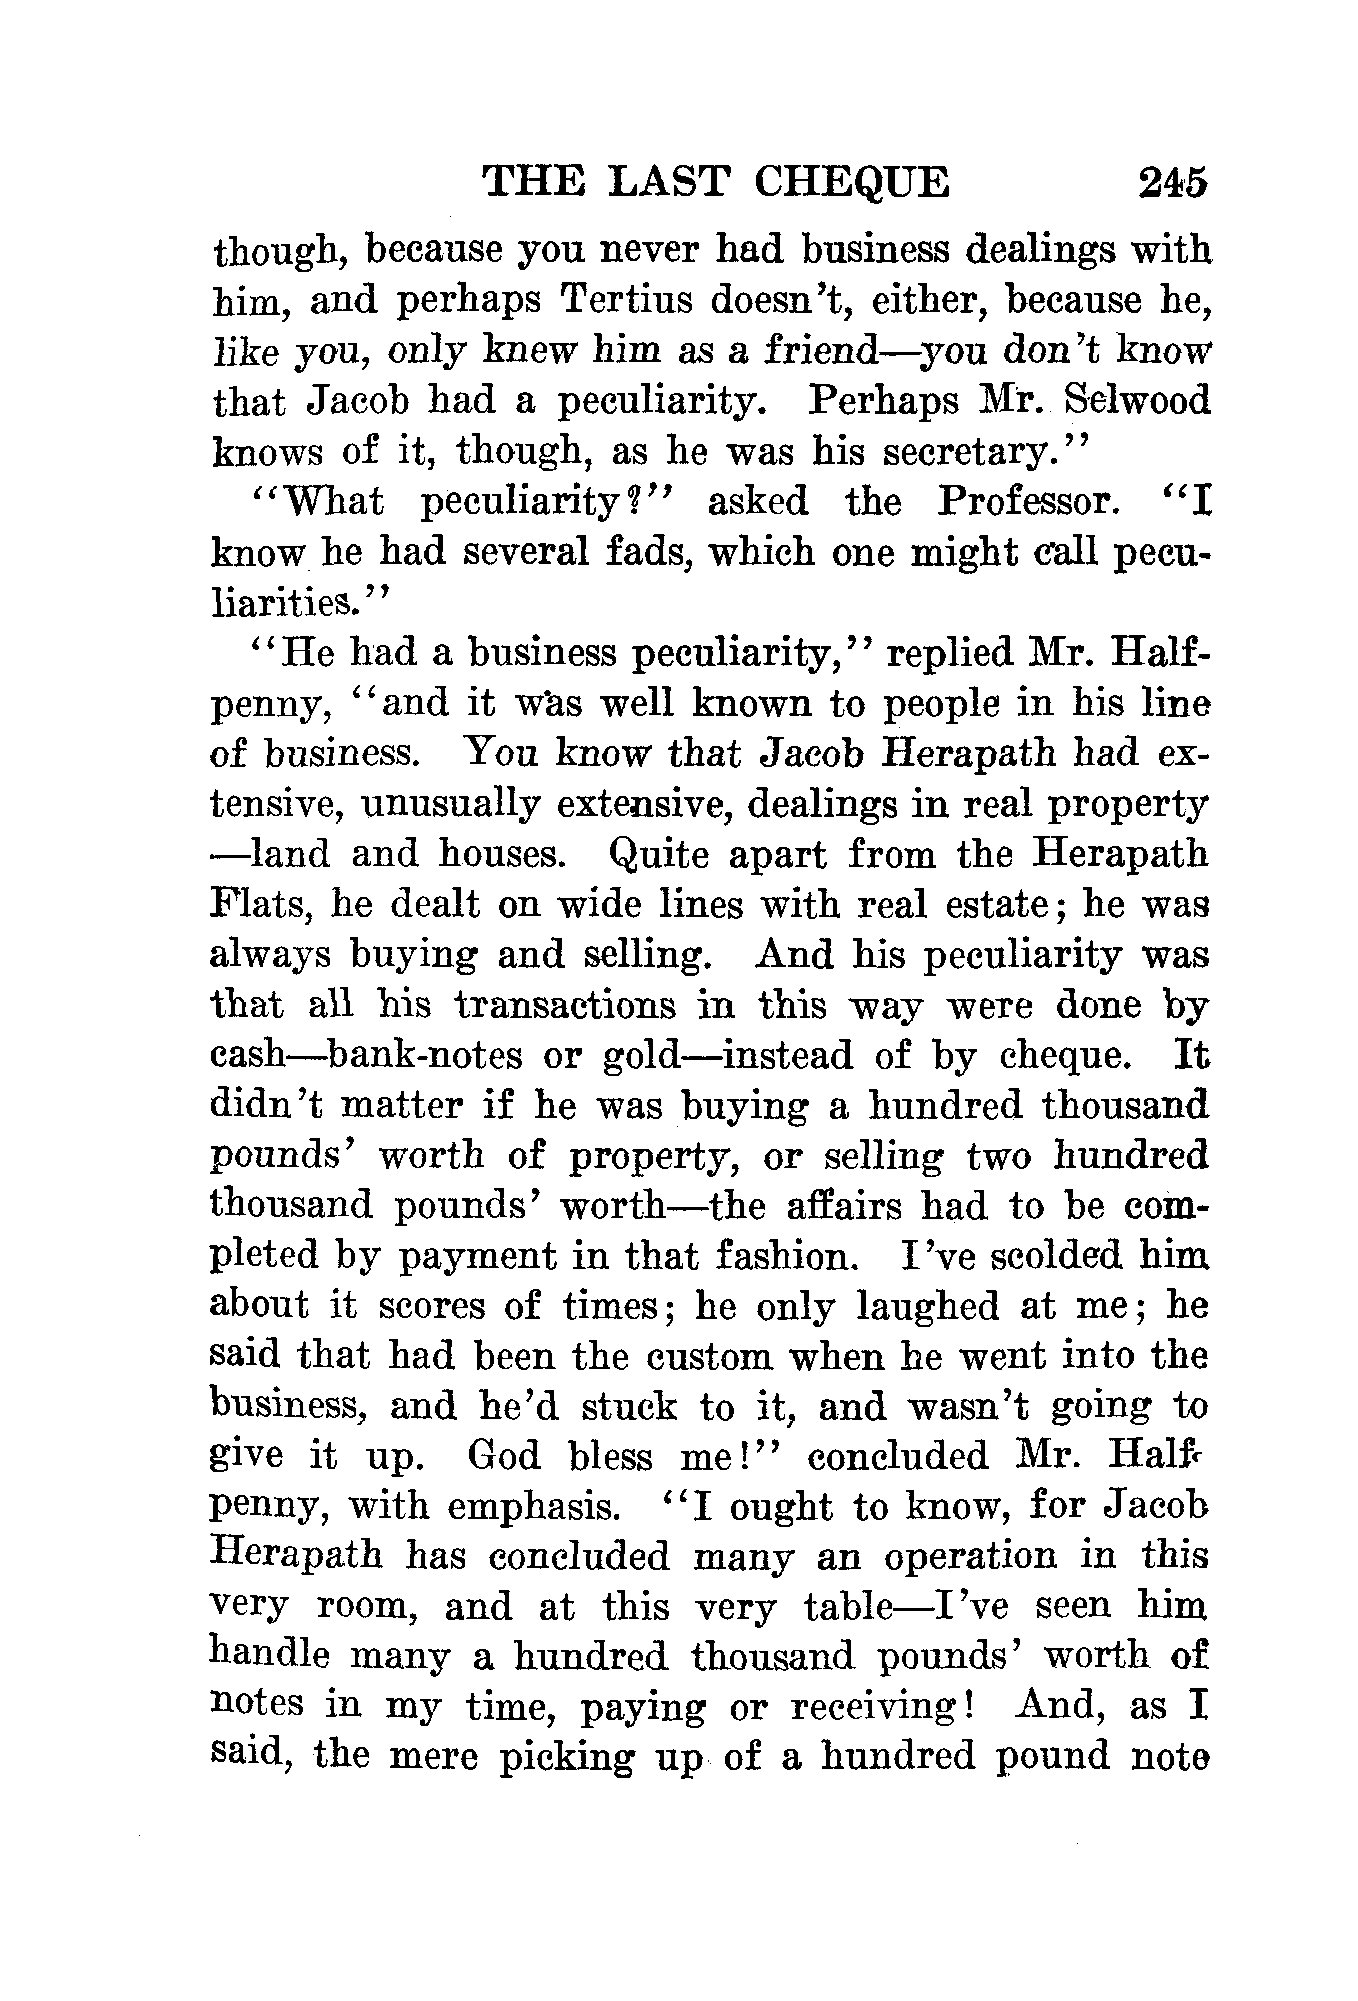 THE LAST CHEQUE 245
though, because you never had business dealings with
him, and perhaps Tertius doesn't, either, because he,
like you, only knew him as a friend—you don't know
that Jacob had a peculiarity. Perhaps Mr. Selwood
knows of it, though, as he was his secretary."
"What peculiarity?" asked the Professor. "I
know he had several fads, which one might call pecu-
liarities."
"He had a business peculiarity," replied Mr. Half-
penny, "and it was well known to people in his line
of business. You know that Jacob Herapath had ex-
tensive, unusually extensive, dealings in real property
—land and houses. Quite apart from the Herapath
Flats, he dealt on wide lines with real estate; he was
always buying and selling. And his peculiarity was
that all his transactions in this way were done by
cash—bank-notes or gold—instead of by cheque. It
didn't matter if he was buying a hundred thousand
pounds' worth of property, or selling two hundred
thousand pounds' worth—the affairs had to be com-
pleted by payment in that fashion. I've scolded him
about it scores of times; he only laughed at me; he
said that had been the custom when he went into the
business, and he'd stuck to it, and wasn't going to
give it up. God bless me!" concluded Mr. Half-
penny, with emphasis. "I ought to know, for Jacob
Herapath has concluded many an operation in this
very room, and at this very table—I've seen him
handle many a hundred thousand pounds' worth of
notes in my time, paying or receiving! And, as I
said, the mere picking up of a hundred pound note